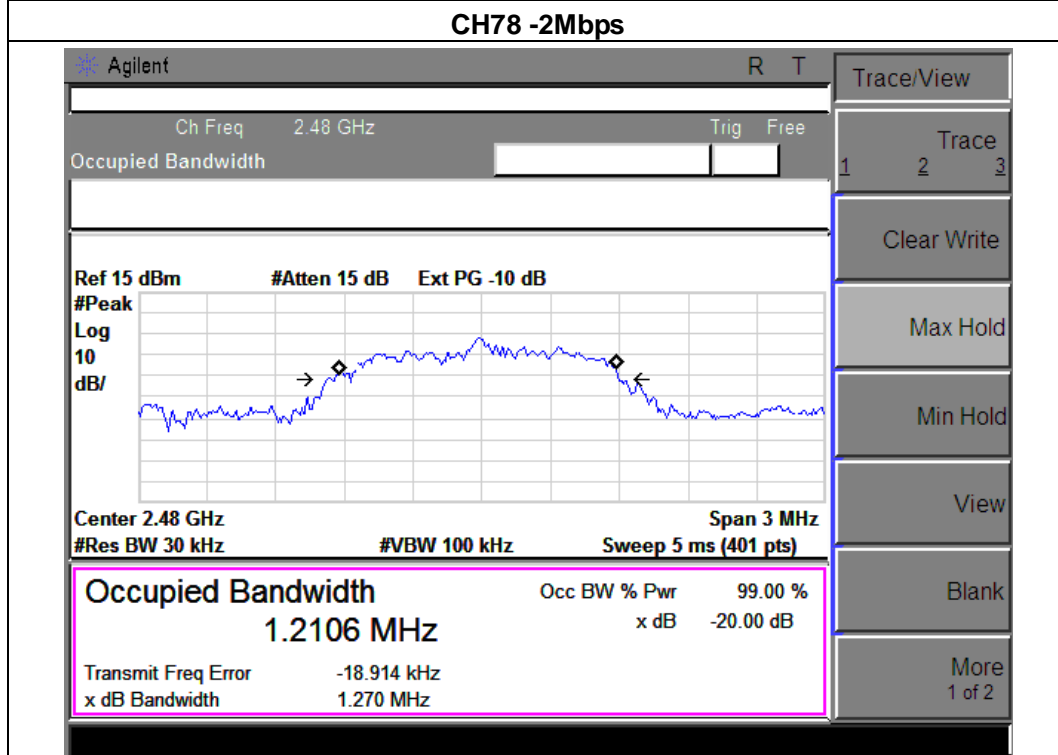 CH78 -2Mbps
Agilent R T
Ch Freq 2.48 GHz Trig Free
Occupied Bandwidth
Ref 15 dBm #Atten 15 dB Ext PG -10 dB
#Peak
Log
10
dB/
Center 2.48 GHz Span 3 MHz
#Res BW 30 kHz #VBW 100 kHz Sweep 5 ms (401 pts)
Occupied Bandwidth Occ BW % Pwr 99.00 %
1.2106 MHz x dB -20.00 dB
Transmit Freq Error -18.914 kHz
x dB Bandwidth 1.270 MHz
Trace/View
Trace
1 2 3
Clear Write
Max Hold
Min Hold
View
Blank
More
1 of 2